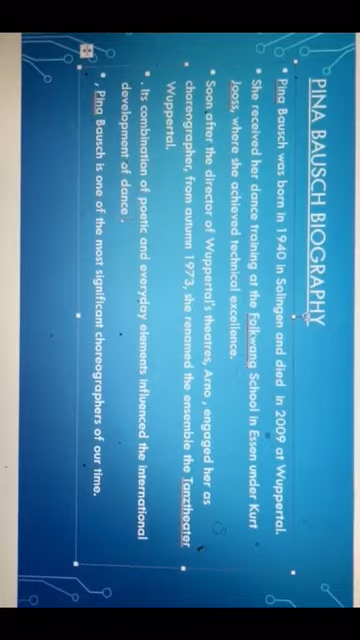 PINA BAUSCH BIOGRAPHY
• Pina Bausch was born in 1940 in Solingen and died in 2009 at Wuppertal.
• She received her dance training at the Folkwang School in Essen under Kurt
Jooss, where she achieved technical excellence.
• Soon after the director of Wuppertal's theatres, Arno , engaged her as
choreographer, from autumn 1973, she renamed the ensemble the Tanztheater
Wuppertal.
• . Its combination of poetic and everyday elements influenced the international
development of dance .
• , Pina Bausch is one of the most significant choreographers of our time.